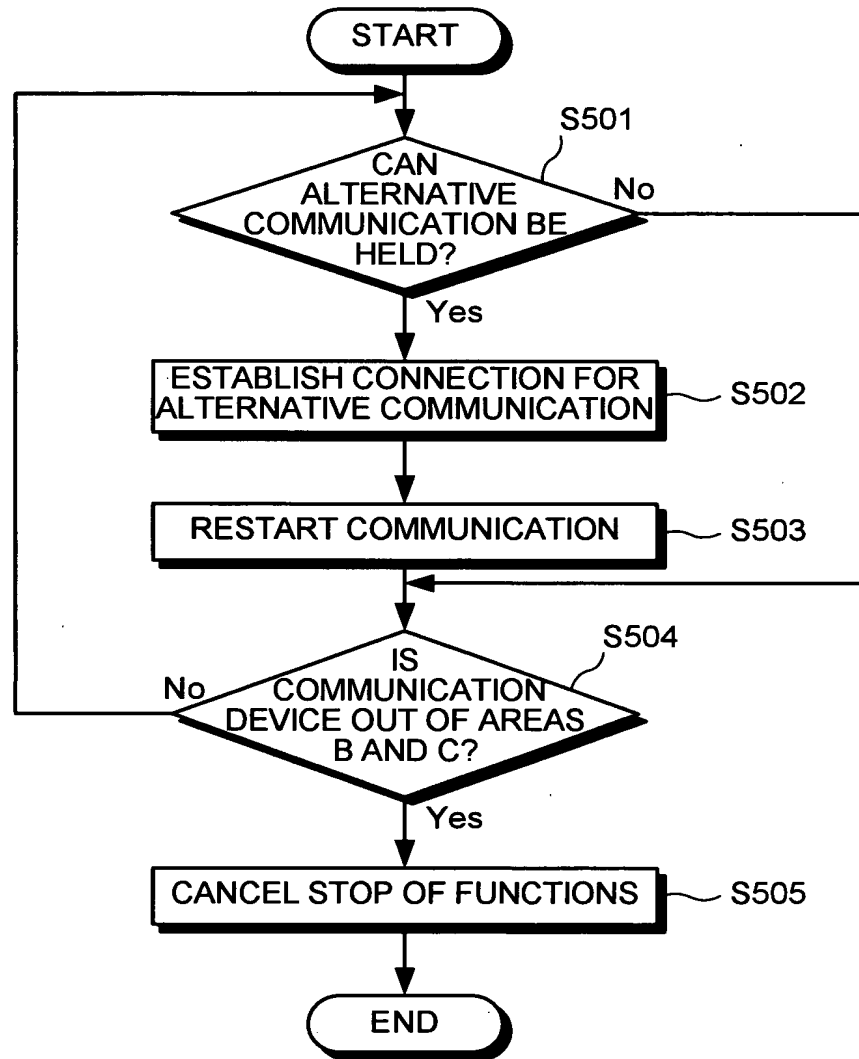 START
S501
CAN
ALTERNATIVE
COMMUNICATION BE
HELD?
No
Yes
ESTABLISH CONNECTION FOR
ALTERNATIVE COMMUNICATION
S502
RESTART COMMUNICATION
S503
S504
IS
COMMUNICATION
DEVICE OUT OF AREAS
B AND C?
No
Yes
CANCEL STOP OF FUNCTIONS
S505
END